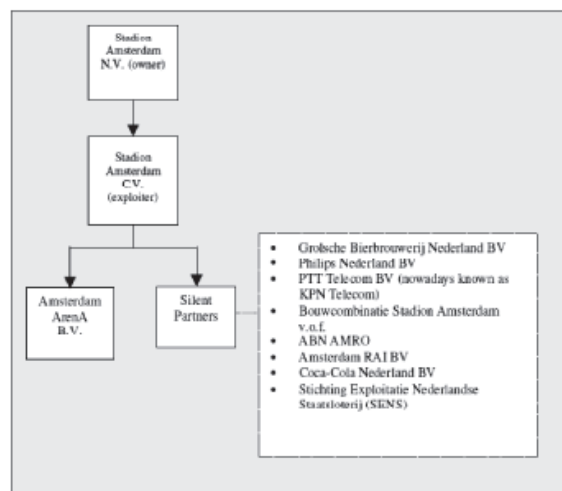 Stadion
Amsterdam
N.V. (owner)
Stadion
Amsterdam
C.V.
(exploiter)
Amsterdam
ArenA
B.V.
Silent
Partners
• Grolsche Bierbrouwerij Nederland BV
• Philips Nederland BV
• PTT Telecom BV (nowadays known as
KPN Telecom)
• Bouwcombinatie Stadion Amsterdam
v.o.f.
• ABN AMRO
• Amsterdam RAI BV
• Coca-Cola Nederland BV
• Stichting Exploitatie Nederlandse
Staatsloterij (SENS)